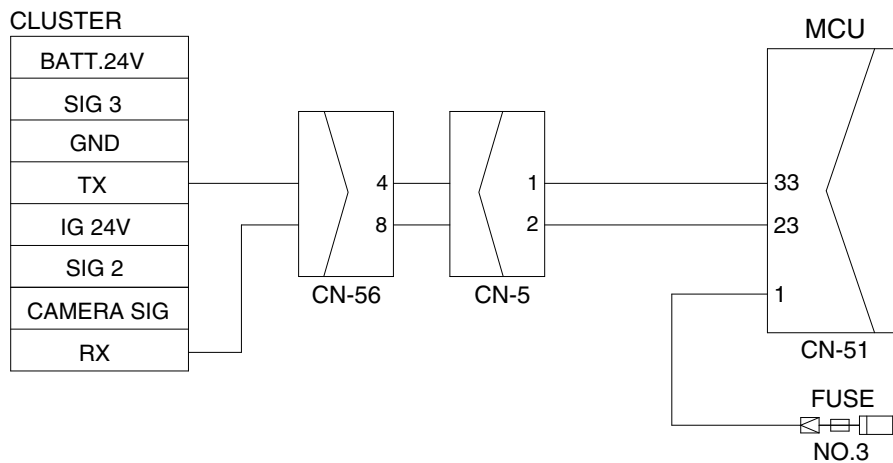 CLUSTER
BATT.24V
SIG 3
GND
TX
IG 24V
SIG 2
CAMERA SIG
RX
4
8
CN-56
1
2
CN-5
MCU
33
23
1
CN-51
FUSE
NO.3